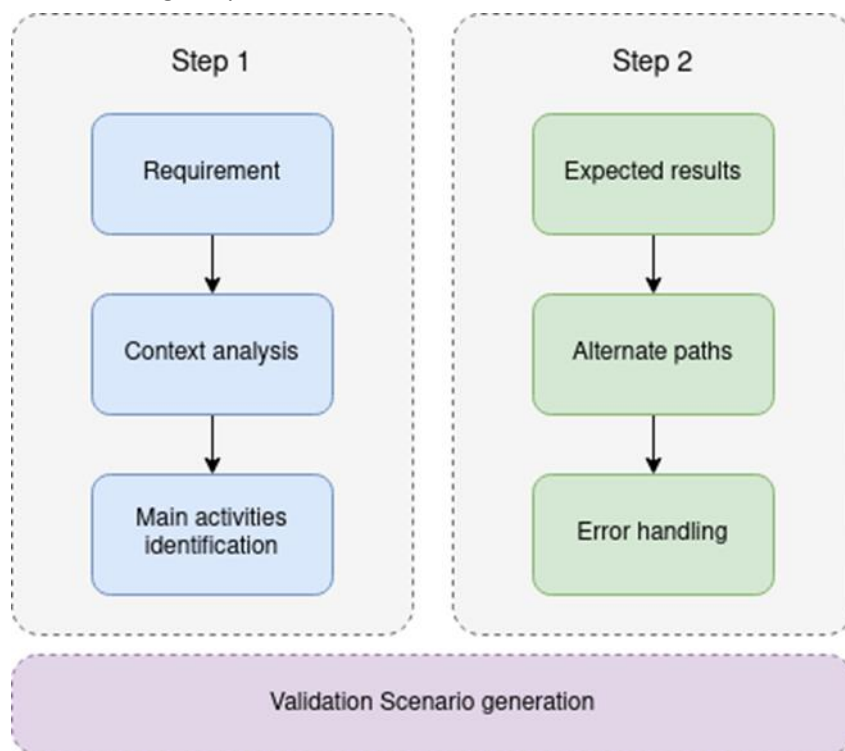 Step 1
Requirement
Context analysis
Main activities
identification
Step 2
Expected results
Alternate paths
Error handling
Validation Scenario generation